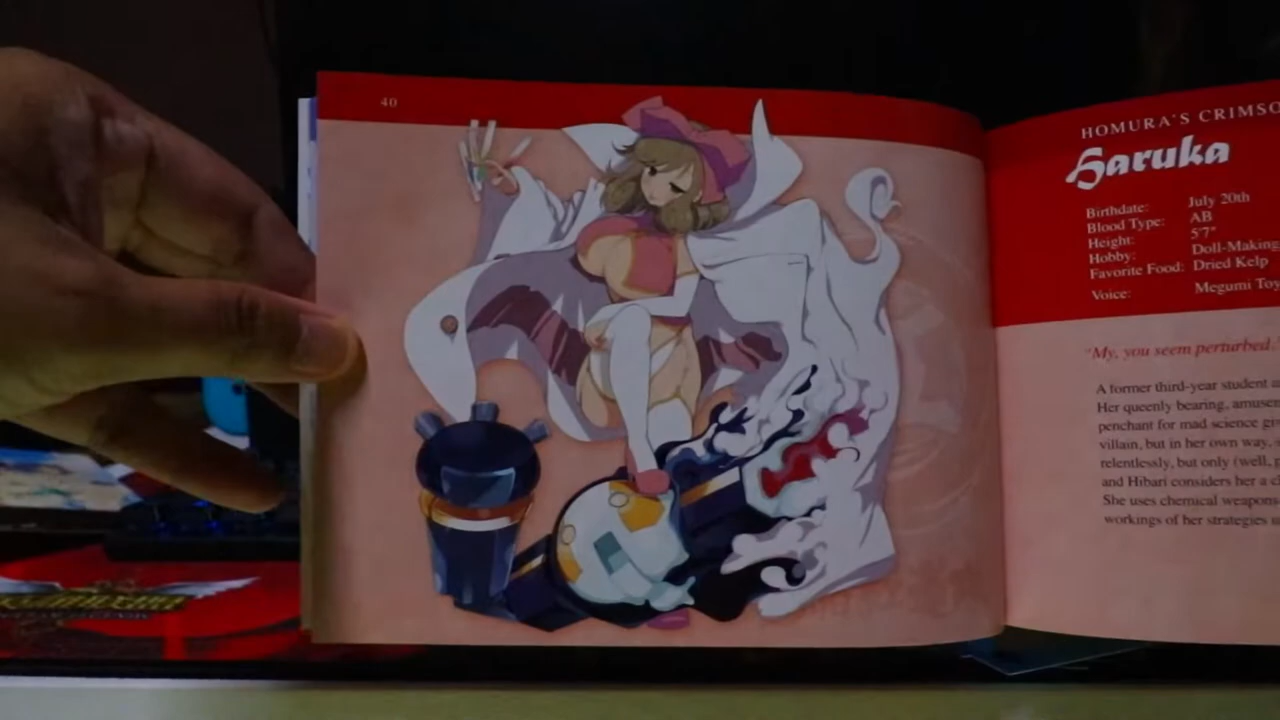 40
HOMURA'S CRIMSO
Haruka
Birthdate: July 20th
Blood Type: AB
Height: 5'7"
Hobby: Doll-Making
Favorite Food: Dried Kelp
Voice: Megumi Toy
"My, you seem perturbed.
A former third-year student a
Her queenly bearing, amuse
penchant for mad science gr
villain, but in her own way,
relentlessly, but only (well, p
and Hibari considers her a cl
She uses chemical weapons
workings of her strategies a